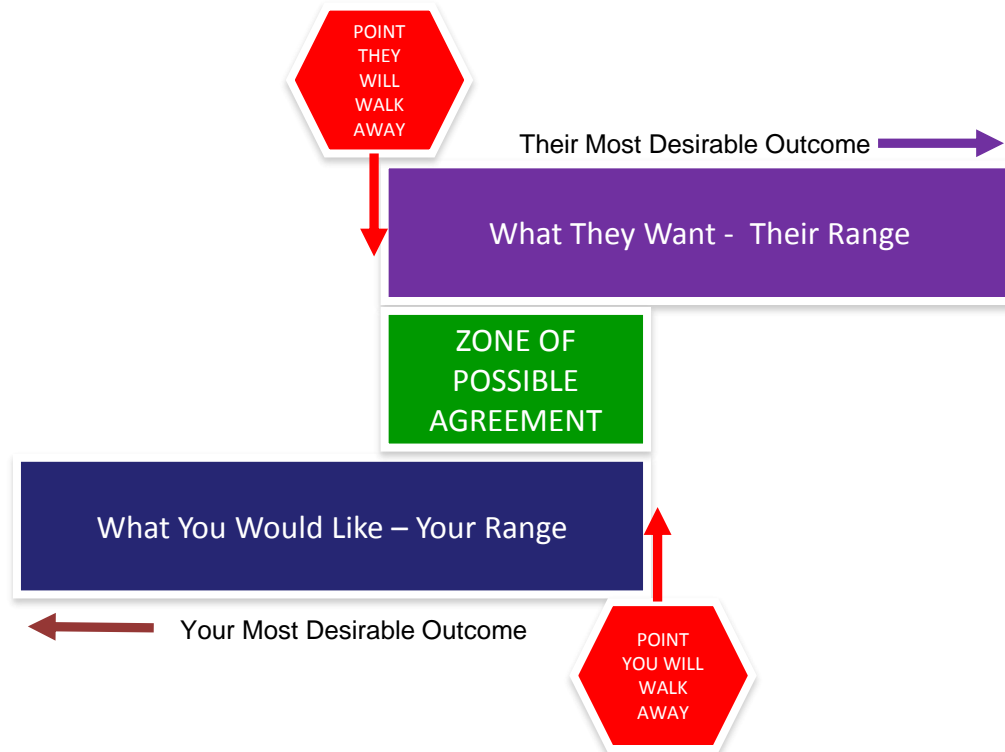 POINT
THEY
WILL
WALK
AWAY
Their Most Desirable Outcome
What They Want -  Their Range
ZONE OF
POSSIBLE
AGREEMENT
What You Would Like – Your Range
Your Most Desirable Outcome
POINT
YOU WILL
WALK
AWAY